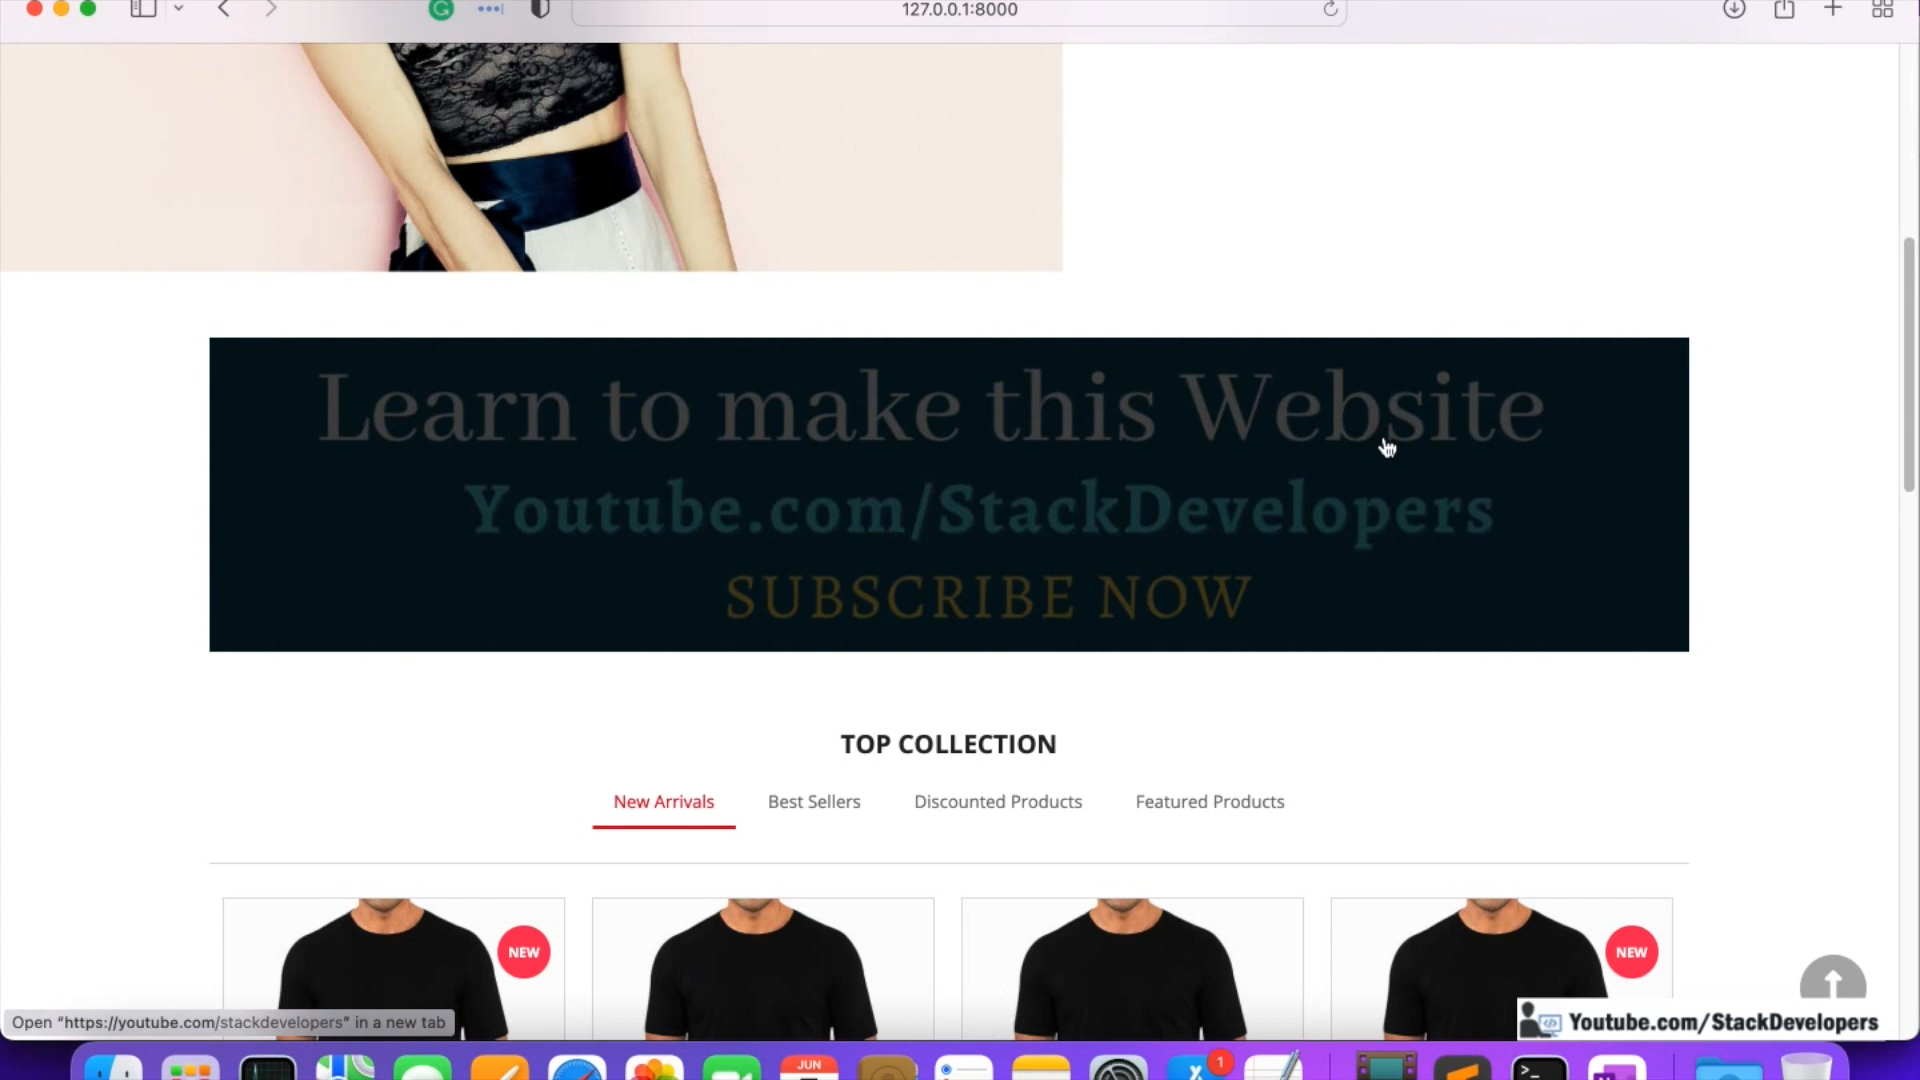 127.0.0.1:8000
Learn to make this Website
Youtube.com/StackDevelopers
SUBSCRIBE NOW
TOP COLLECTION
New Arrivals
Best Sellers
Discounted Products
Featured Products
NEW
NEW
Open "https://youtube.com/stackdevelopers" in a new tab
Youtube.com/StackDevelopers
JUN
1